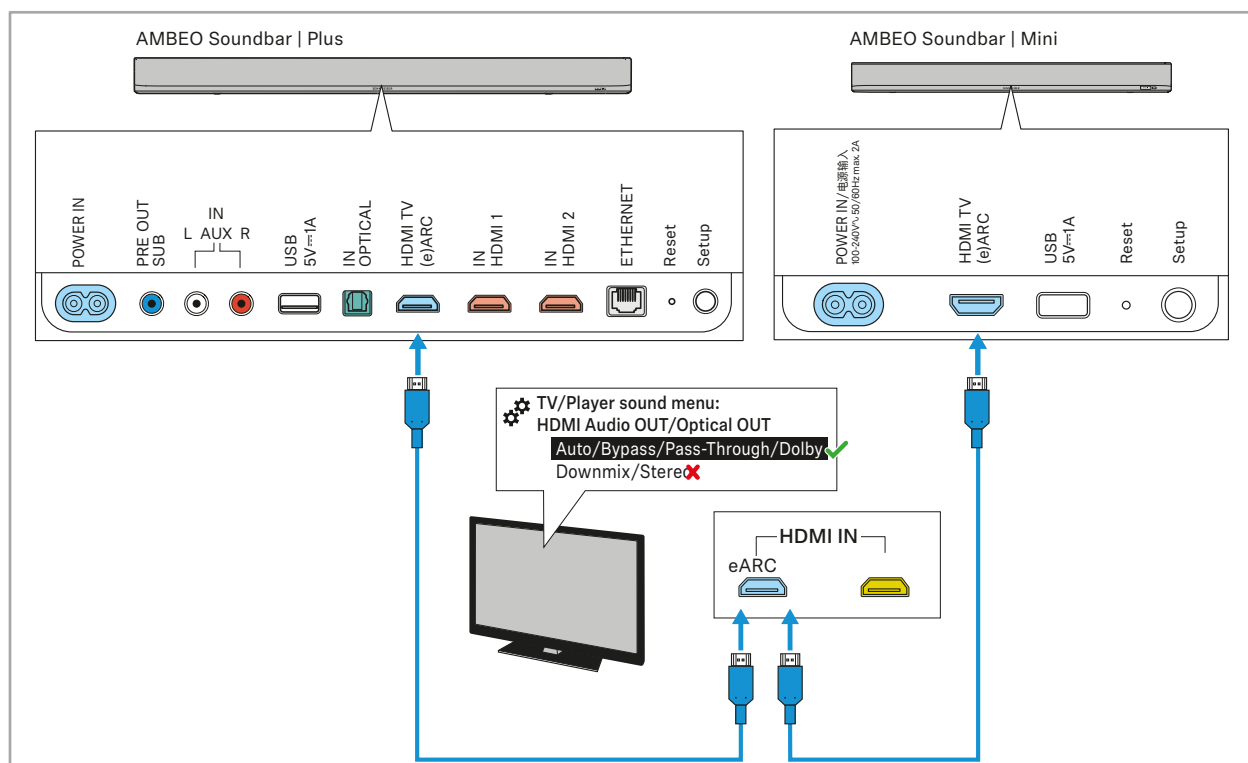 AMBEO Soundbar | Plus
AMBEO Soundbar | Mini
POWER IN
PRE OUT
SUB
IN
L AUX R
USB
5V⎓1A
IN
OPTICAL
HDMI TV
(e)ARC
IN
HDMI 1
IN
HDMI 2
ETHERNET
Reset
Setup
POWER IN/电源输入
100-240V∿ 50/60Hz max. 2A
HDMI TV
(e)ARC
USB
5V⎓1A
Reset
Setup
TV/Player sound menu:
HDMI Audio OUT/Optical OUT
Auto/Bypass/Pass-Through/Dolby
Downmix/Stereo
HDMI IN
eARC